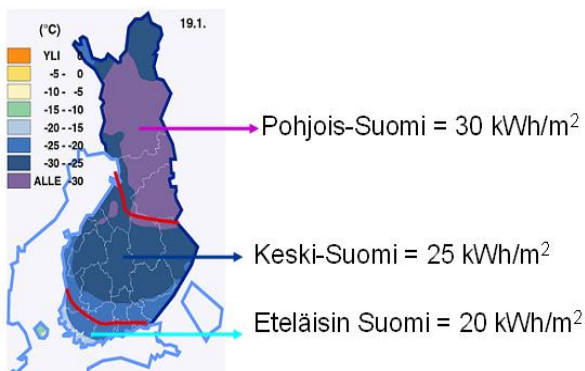 (°C)
19.1.
YLI 0
-5 - 0
-10 - -5
-15 - -10
-20 - -15
-25 - -20
-30 - -25
ALLE -30
Pohjois-Suomi = 30 kWh/m²
Keski-Suomi = 25 kWh/m²
Eteläisin Suomi = 20 kWh/m²